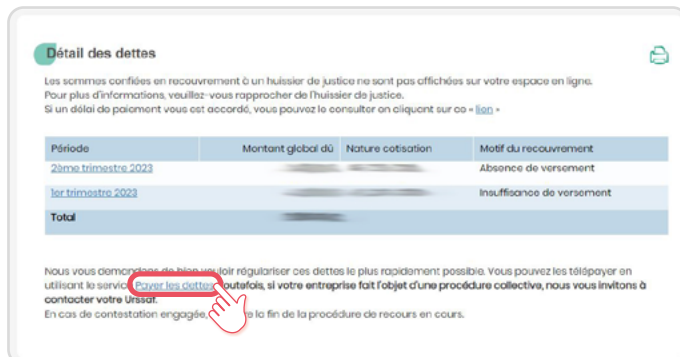 Détail des dettes
Les sommes confiées en recouvrement à un huissier de justice ne sont pas affichées sur votre espace en ligne.
Pour plus d'informations, veuillez-vous rapprocher de l'huissier de justice.
Si un délai de paiement vous est accordé, vous pouvez le consulter en cliquant sur ce « lien »
Période Montant global dû Nature cotisation Motif du recouvrement
2ème trimestre 2023 Absence de versement
1er trimestre 2023 Insuffisance de versement
Total
Nous vous demandons de bien vouloir régulariser ces dettes le plus rapidement possible. Vous pouvez les télépayer en
utilisant le service Payer les dettes. Toutefois, si votre entreprise fait l'objet d'une procédure collective, nous vous invitons à
contacter votre Urssaf.
En cas de contestation engagée, la fin de la procédure de recours en cours.